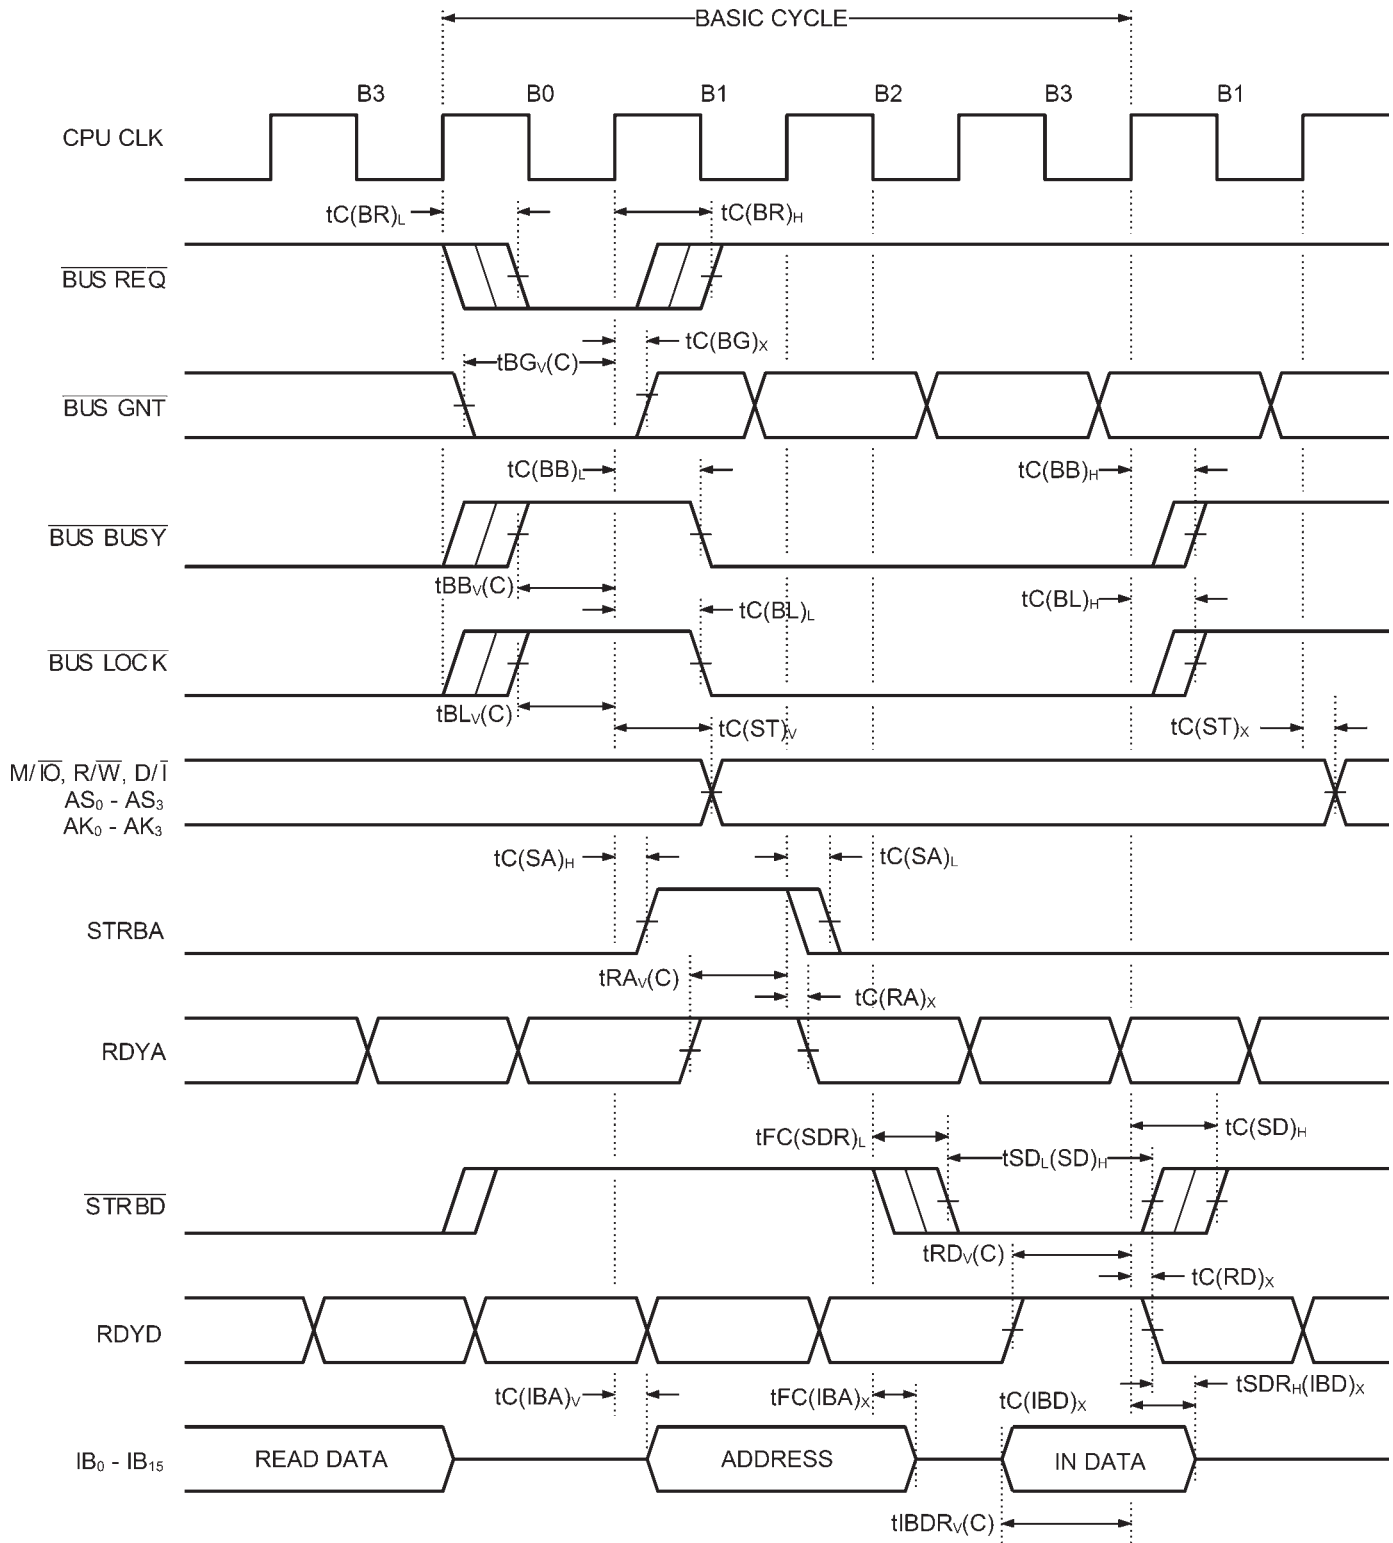 BASIC CYCLE
B3 B0 B1 B2 B3 B1
CPU CLK
tC(BR)L tC(BR)H
BUS REQ
tC(BG)X
tBGV(C)
BUS GNT
tC(BB)L tC(BB)H
BUS BUSY
tBBV(C)
tC(BL)L tC(BL)H
BUS LOCK
tBLV(C)
tC(ST)V tC(ST)X
M/IO, R/W, D/I
AS0 - AS3
AK0 - AK3
tC(SA)H tC(SA)L
STRBA
tRAV(C)
tC(RA)X
RDYA
tFC(SDR)L tC(SD)H
tSDL(SD)H
STRBD
tRDV(C)
tC(RD)X
RDYD
tC(IBA)V tFC(IBA)X tC(IBD)X tSDRH(IBD)X
IB0 - IB15 READ DATA ADDRESS IN DATA
tIBDRV(C)